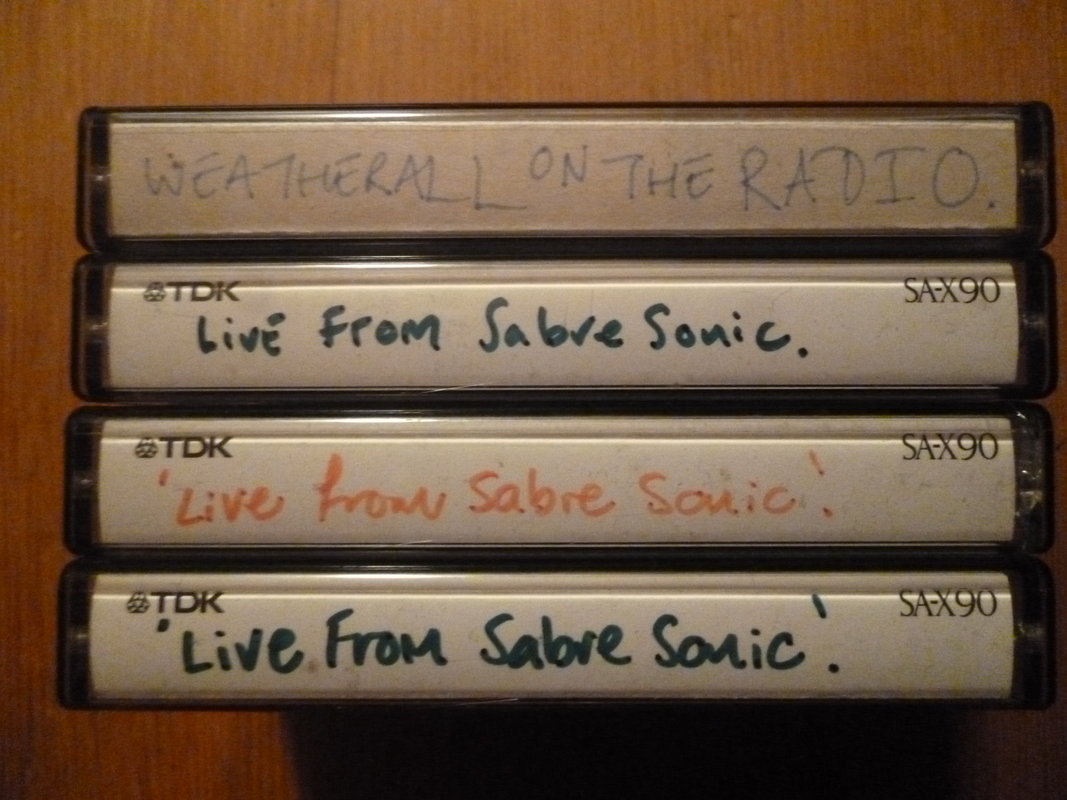 WEATHERALL ON THE RADIO.
TDK SA-X90
Live From Sabre Sonic.
TDK SA-X90
'Live from Sabre Sonic'.
TDK SA-X90
'Live From Sabre Sonic'.